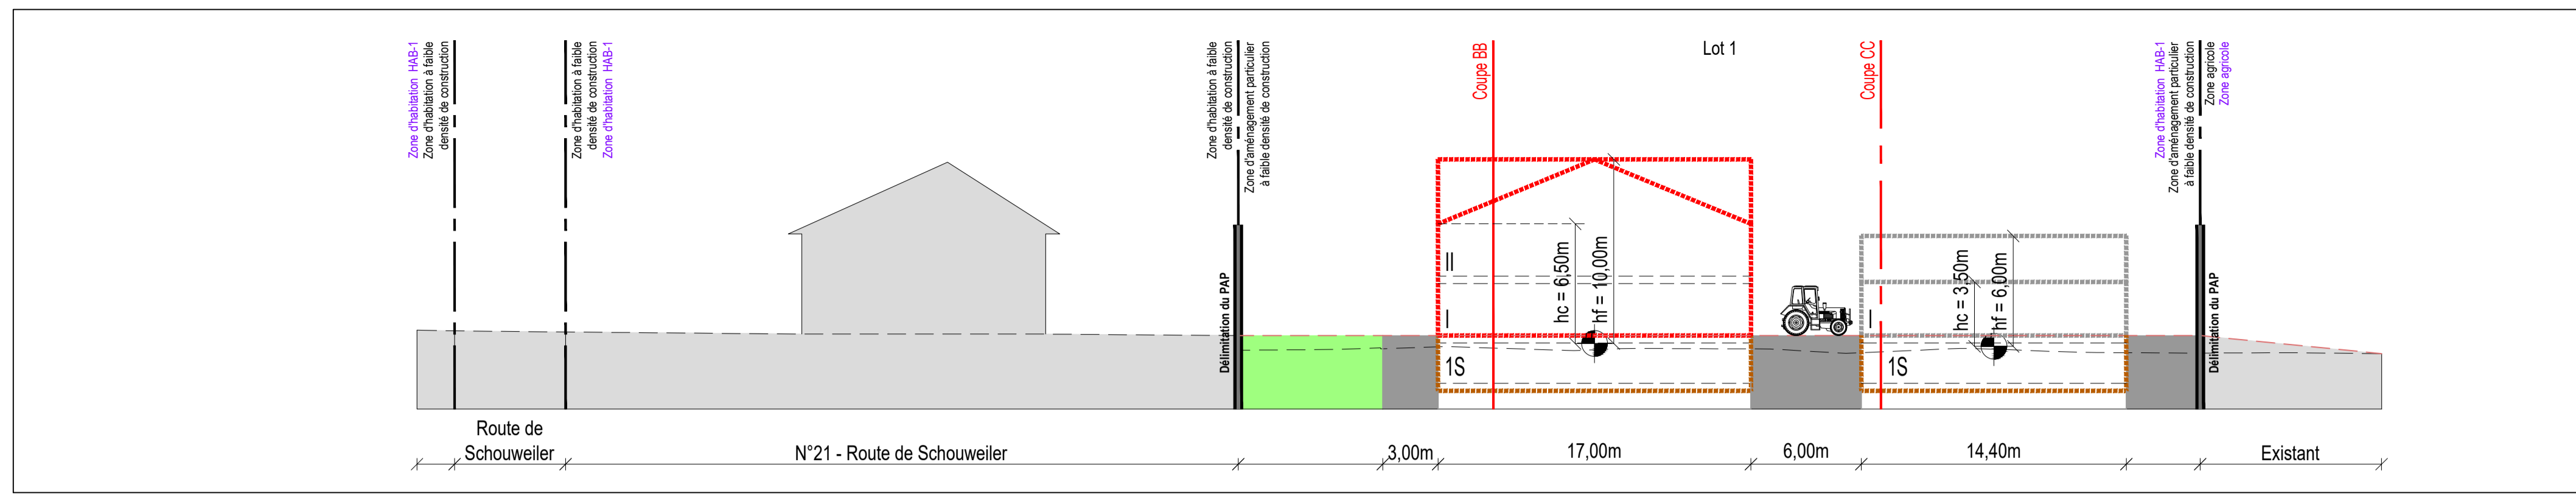 Zone d'habitation HAB-1
Zone d'habitation à faible
densité de construction
Zone d'habitation à faible
densité de construction
Zone d'habitation HAB-1
Zone d'habitation à faible
densité de construction
Zone d'aménagement particulier
à faible densité de construction
Coupe BB
Lot 1
Coupe CC
Zone d'habitation HAB-1
Zone d'aménagement particulier
à faible densité de construction
Zone agricole
Zone agricole
Délimitation du PAP
II
I
1S
hc = 6,50m
hf = 10,00m
I
1S
hc = 3,50m
hf = 6,00m
Délimitation du PAP
Route de
Schouweiler
N°21 - Route de Schouweiler
3,00m
17,00m
6,00m
14,40m
Existant